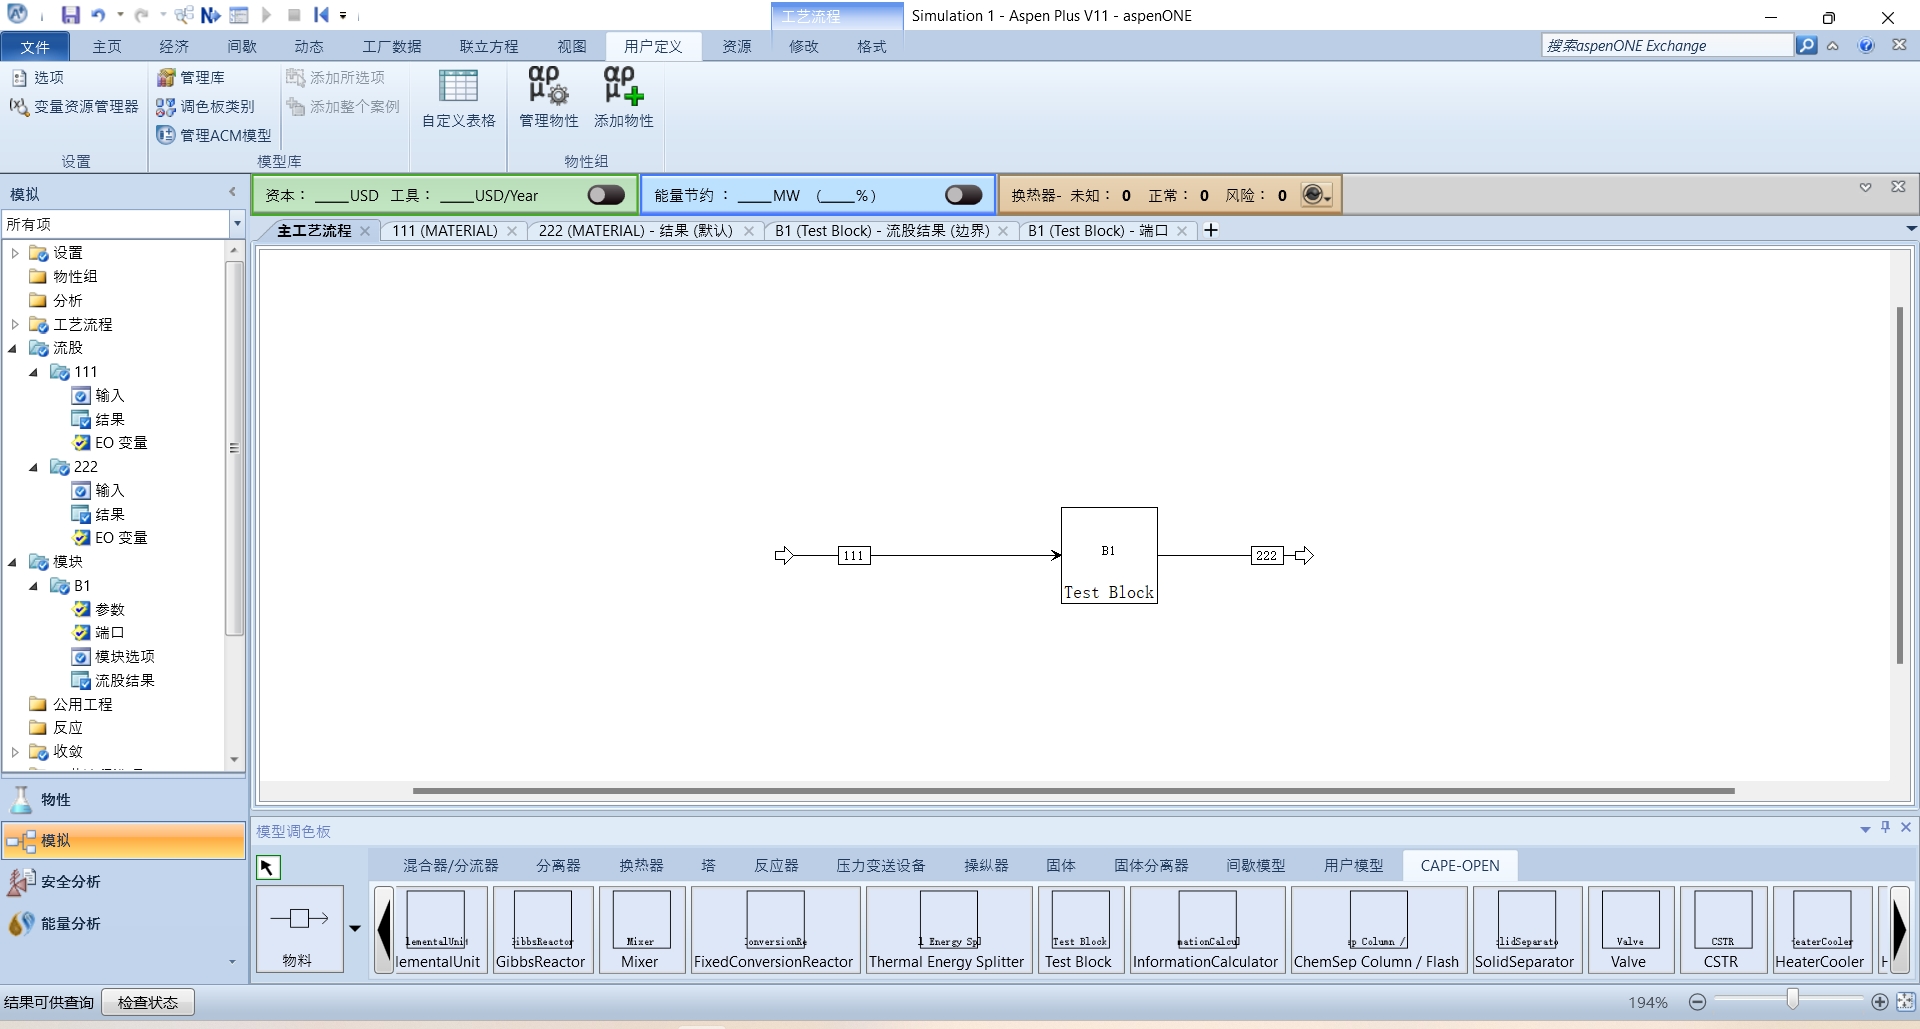 工艺流程
Simulation 1 - Aspen Plus V11 - aspenONE
文件 主页 经济 间歇 动态 工厂数据 联立方程 视图 用户定义 资源 修改 格式
搜索aspenONE Exchange
选项
变量资源管理器
设置
管理库
调色板类别
管理ACM模型
添加所选项
添加整个案例
模型库
自定义表格
管理物性 添加物性
物性组
模拟
所有项
设置
物性组
分析
工艺流程
流股
111
输入
结果
EO 变量
222
输入
结果
EO 变量
模块
B1
参数
端口
模块选项
流股结果
公用工程
反应
收敛
物性
模拟
安全分析
能量分析
资本： ____USD 工具： ____USD/Year
能量节约 ： ____MW (____%)
换热器- 未知： 0 正常： 0 风险： 0
主工艺流程 111 (MATERIAL) 222 (MATERIAL) - 结果 (默认) B1 (Test Block) - 流股结果 (边界) B1 (Test Block) - 端口
111
B1
Test Block
222
模型调色板
混合器/分流器 分离器 换热器 塔 反应器 压力变送设备 操纵器 固体 固体分离器 间歇模型 用户模型 CAPE-OPEN
物料
lementalUnit
lementalUnit
GibbsReactor
GibbsReactor
Mixer
Mixer
ConversionRe
FixedConversionReactor
l Energy Spl
Thermal Energy Splitter
Test Block
Test Block
mationCalcul
InformationCalculator
ep Column /
ChemSep Column / Flash
olidSeparato
SolidSeparator
Valve
Valve
CSTR
CSTR
HeaterCooler
HeaterCooler
结果可供查询 检查状态
194%